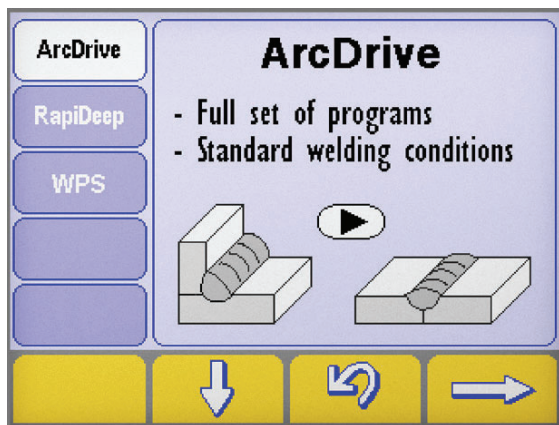 ArcDrive
RapiDeep
WPS
ArcDrive
- Full set of programs
- Standard welding conditions